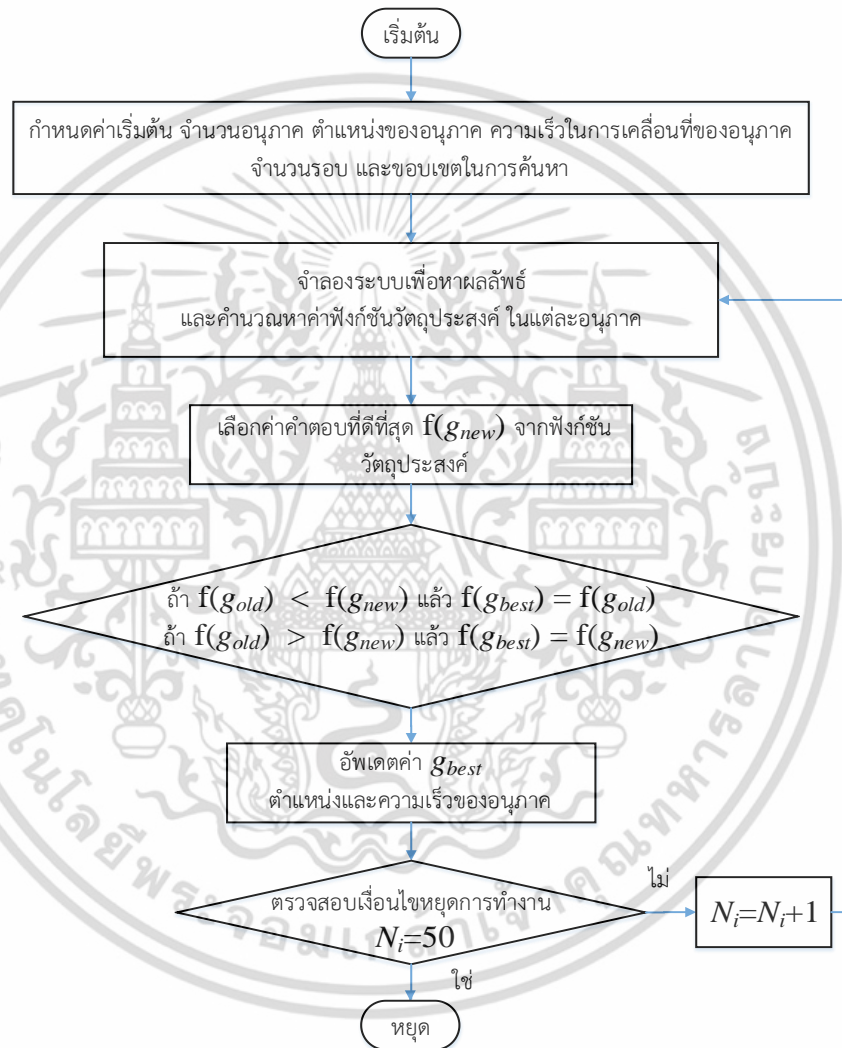 เริ่มต้น
กำหนดค่าเริ่มต้น จำนวนอนุภาค ตำแหน่งของอนุภาค ความเร็วในการเคลื่อนที่ของอนุภาค
จำนวนรอบ และขอบเขตในการค้นหา
จำลองระบบเพื่อหาผลลัพธ์
และคำนวณหาค่าฟังก์ชันวัตถุประสงค์ ในแต่ละอนุภาค
เลือกค่าคำตอบที่ดีที่สุด f(g_new) จากฟังก์ชัน
วัตถุประสงค์
ถ้า f(g_old) < f(g_new) แล้ว f(g_best) = f(g_old)
ถ้า f(g_old) > f(g_new) แล้ว f(g_best) = f(g_new)
อัพเดตค่า g_best
ตำแหน่งและความเร็วของอนุภาค
ตรวจสอบเงื่อนไขหยุดการทำงาน
N_i=50
ไม่
N_i=N_i+1
ใช่
หยุด